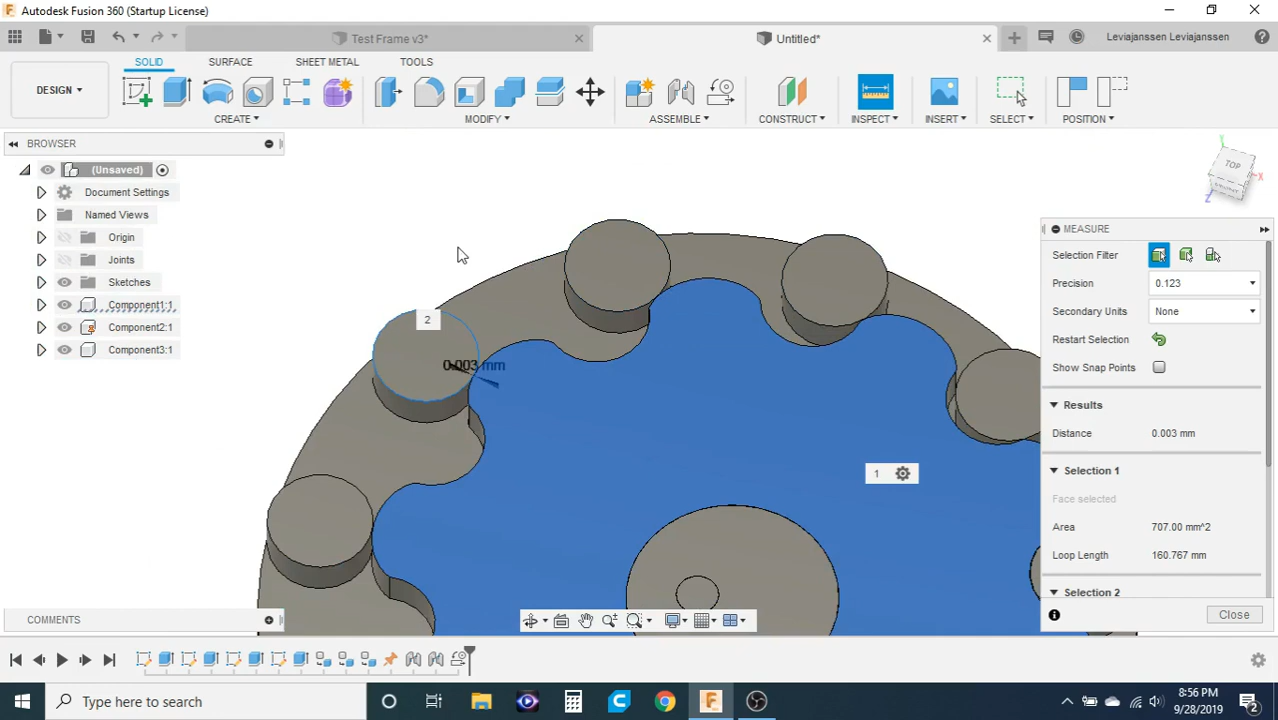 Autodesk Fusion 360 (Startup License)
Test Frame v3*
Untitled*
Leviajanssen Leviajanssen
SOLID SURFACE SHEET METAL TOOLS
DESIGN
CREATE MODIFY ASSEMBLE CONSTRUCT INSPECT INSERT SELECT POSITION
BROWSER
(Unsaved)
Document Settings
Named Views
Origin
Joints
Sketches
Component1:1
Component2:1
Component3:1
TOP
X
Y
Z
2
0.003 mm
1
MEASURE
Selection Filter
Precision 0.123
Secondary Units None
Restart Selection
Show Snap Points
Results
Distance 0.003 mm
Selection 1
Face selected
Area 707.00 mm^2
Loop Length 160.767 mm
Selection 2
Close
COMMENTS
Type here to search
8:56 PM
9/28/2019
2